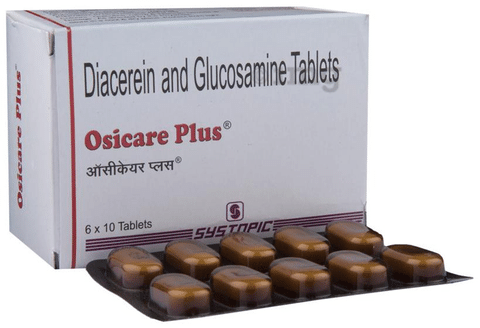 Osicare Plus®
Diacerein and Glucosamine Tablets
Osicare Plus®
ऑसीकेयर प्लस®
6 x 10 Tablets
SYSTOPIC